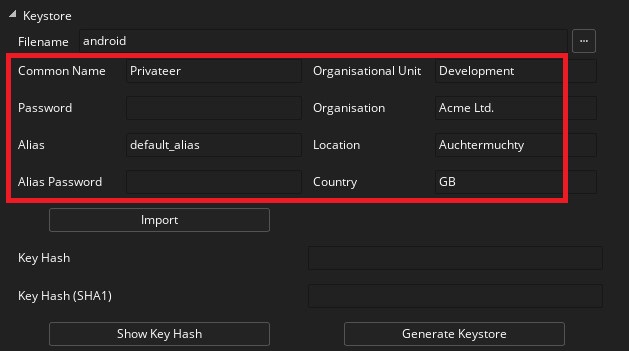 Keystore
Filename android ...
Common Name Privateer Organisational Unit Development
Password Organisation Acme Ltd.
Alias default_alias Location Auchtermuchty
Alias Password Country GB
Import
Key Hash
Key Hash (SHA1)
Show Key Hash Generate Keystore